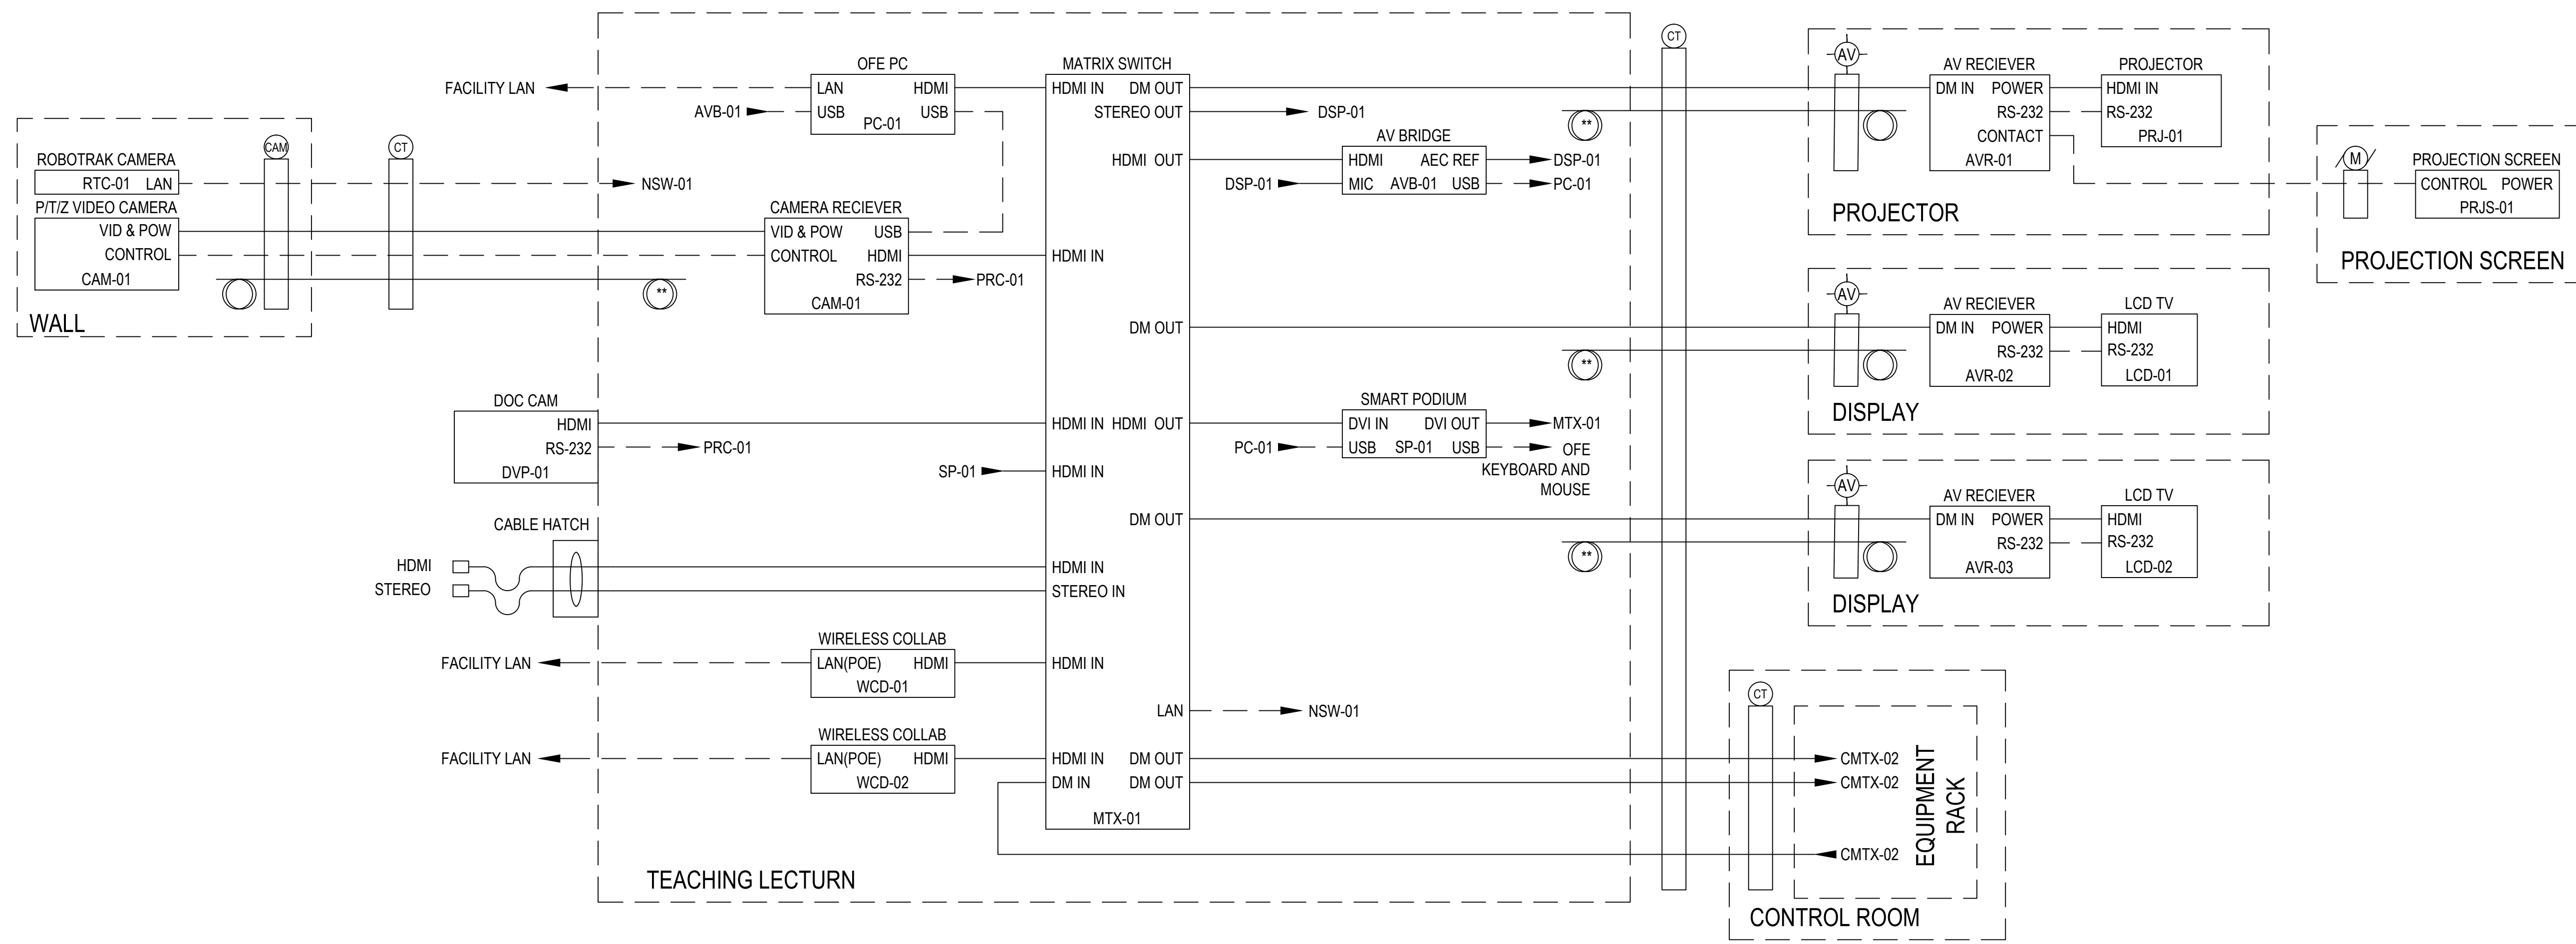 WALL
ROBOTRAK CAMERA
RTC-01 LAN
P/T/Z VIDEO CAMERA
VID & POW
CONTROL
CAM-01
CAM
CT
**
FACILITY LAN
OFE PC
LAN HDMI
AVB-01
USB USB
PC-01
NSW-01
CAMERA RECIEVER
VID & POW USB
CONTROL HDMI
RS-232
PRC-01
CAM-01
DOC CAM
HDMI
RS-232
PRC-01
DVP-01
SP-01
CABLE HATCH
HDMI
STEREO
WIRELESS COLLAB
FACILITY LAN
LAN(POE) HDMI
WCD-01
WIRELESS COLLAB
FACILITY LAN
LAN(POE) HDMI
WCD-02
TEACHING LECTURN
MATRIX SWITCH
HDMI IN DM OUT
STEREO OUT
HDMI OUT
HDMI IN
DM OUT
HDMI IN HDMI OUT
HDMI IN
DM OUT
HDMI IN
STEREO IN
HDMI IN
LAN
HDMI IN DM OUT
DM IN DM OUT
MTX-01
DSP-01
AV BRIDGE
HDMI AEC REF
DSP-01
DSP-01
MIC AVB-01 USB
PC-01
SMART PODIUM
DVI IN DVI OUT
MTX-01
PC-01
USB SP-01 USB
OFE
KEYBOARD AND
MOUSE
NSW-01
**
**
**
CT
AV
AV RECIEVER
DM IN POWER
RS-232
CONTACT
AVR-01
PROJECTOR
HDMI IN
RS-232
PRJ-01
PROJECTOR
M
PROJECTION SCREEN
CONTROL POWER
PRJS-01
PROJECTION SCREEN
AV
AV RECIEVER
DM IN POWER
RS-232
AVR-02
LCD TV
HDMI
RS-232
LCD-01
DISPLAY
AV
AV RECIEVER
DM IN POWER
RS-232
AVR-03
LCD TV
HDMI
RS-232
LCD-02
DISPLAY
CT
CMTX-02
CMTX-02
CMTX-02
EQUIPMENT
RACK
CONTROL ROOM